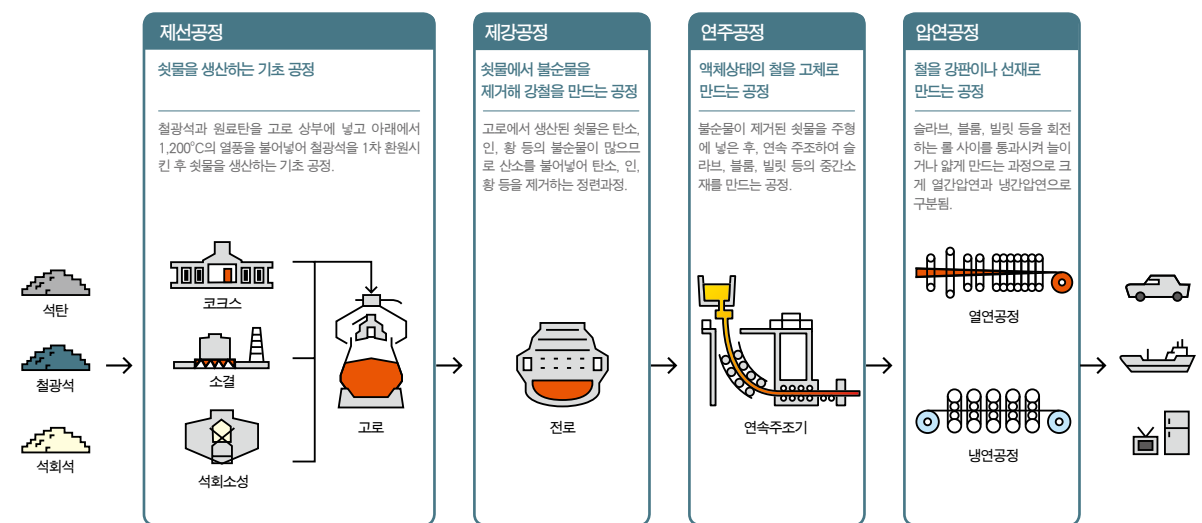 제선공정
쇳물을 생산하는 기초 공정
철광석과 원료탄을 고로 상부에 넣고 아래에서
1,200℃의 열풍을 불어넣어 철광석을 1차 환원시
킨 후 쇳물을 생산하는 기초 공정.
제강공정
쇳물에서 불순물을
제거해 강철을 만드는 공정
고로에서 생산된 쇳물은 탄소,
인, 황 등의 불순물이 많으므
로 산소를 불어넣어 탄소, 인,
황 등을 제거하는 정련과정.
연주공정
액체상태의 철을 고체로
만드는 공정
불순물이 제거된 쇳물을 주형
에 넣은 후, 연속 주조하여 슬
라브, 블룸, 빌릿 등의 중간소
재를 만드는 공정.
압연공정
철을 강판이나 선재로
만드는 공정
슬라브, 블룸, 빌릿 등을 회전
하는 롤 사이를 통과시켜 늘이
거나 얇게 만드는 과정으로 크
게 열간압연과 냉간압연으로
구분됨.
석탄
철광석
석회석
코크스
소결
석회소성
고로
전로
연속주조기
열연공정
냉연공정